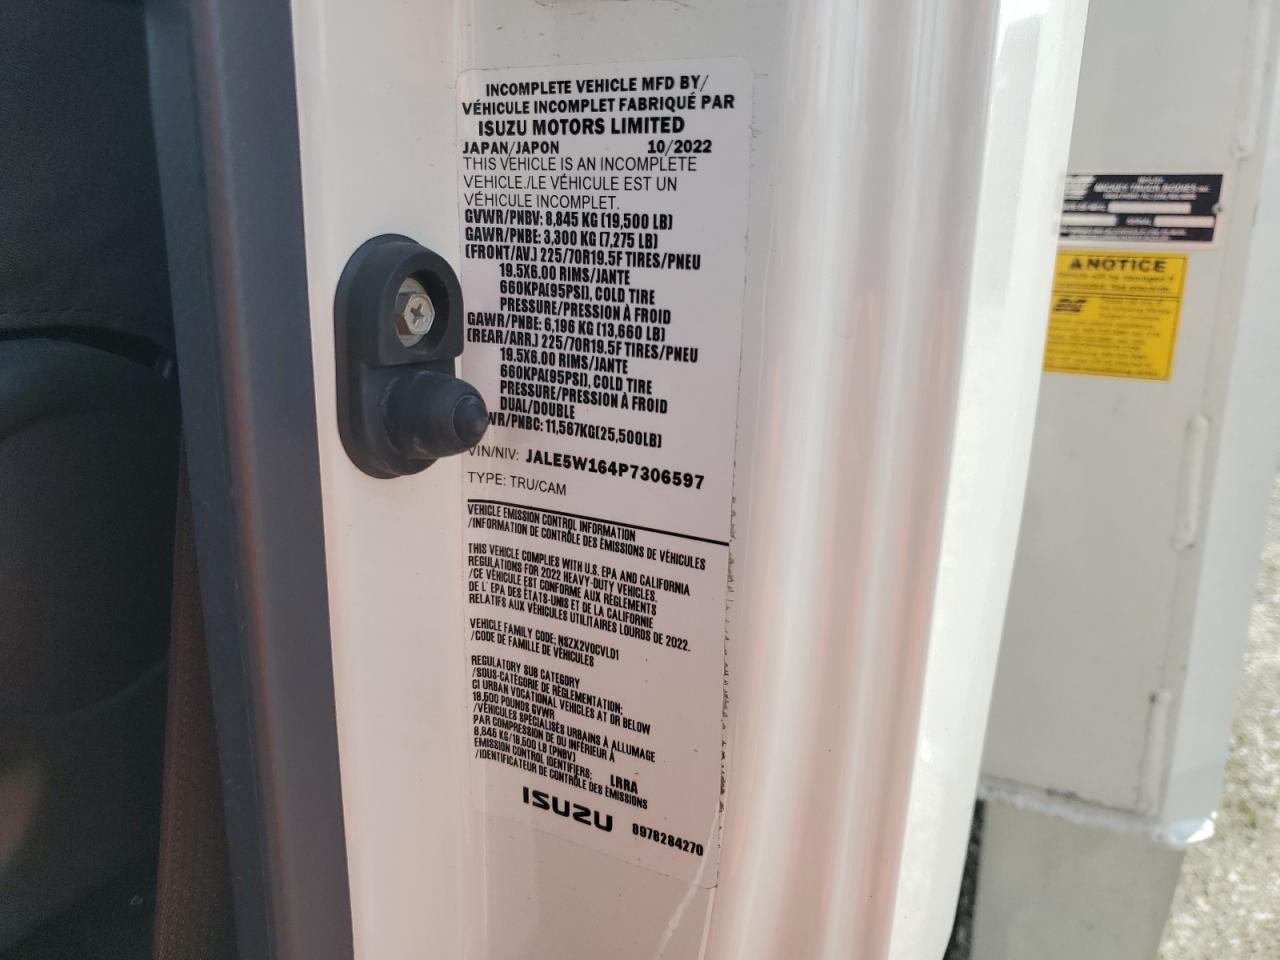 INCOMPLETE VEHICLE MFD BY/
VÉHICULE INCOMPLET FABRIQUÉ PAR
ISUZU MOTORS LIMITED
JAPAN/JAPON 10/2022
THIS VEHICLE IS AN INCOMPLETE
VEHICLE./LE VÉHICULE EST UN
VÉHICULE INCOMPLET.
GVWR/PNBV: 8,845 KG (19,500 LB)
GAWR/PNBE: 3,300 KG (7,275 LB)
(FRONT/AV.) 225/70R19.5F TIRES/PNEU
19.5X6.00 RIMS/JANTE
660KPA(95PSI), COLD TIRE
PRESSURE/PRESSION À FROID
GAWR/PNBE: 6,196 KG (13,660 LB)
(REAR/ARR.) 225/70R19.5F TIRES/PNEU
19.5X6.00 RIMS/JANTE
660KPA(95PSI), COLD TIRE
PRESSURE/PRESSION À FROID
DUAL/DOUBLE
WR/PNBC: 11,567KG(25,500LB)
VIN/NIV: JALE5W164P7306597
TYPE: TRU/CAM
VEHICLE EMISSION CONTROL INFORMATION
/INFORMATION DE CONTRÔLE DES ÉMISSIONS DE VÉHICULES
THIS VEHICLE COMPLIES WITH U.S. EPA AND CALIFORNIA
REGULATIONS FOR 2022 HEAVY-DUTY VEHICLES.
/CE VÉHICULE EST CONFORME AUX RÈGLEMENTS
DE L' EPA DES ÉTATS-UNIS ET DE LA CALIFORNIE
RELATIFS AUX VÉHICULES UTILITAIRES LOURDS DE 2022.
VEHICLE FAMILY CODE: NSZX2VOCVLD1
/CODE DE FAMILLE DE VÉHICULES
REGULATORY SUB CATEGORY
/SOUS-CATÉGORIE DE RÉGLEMENTATION:
CI URBAN VOCATIONAL VEHICLES AT OR BELOW
19,500 POUNDS GVWR
/VÉHICULES SPÉCIALISÉS URBAINS À ALLUMAGE
PAR COMPRESSION DE OU INFÉRIEUR À
8,845 KG/19,500 LB (PNBV)
EMISSION CONTROL IDENTIFIERS: LRRA
/IDENTIFICATEUR DE CONTRÔLE DES ÉMISSIONS
ISUZU 8978284270
MICKEY TRUCK BODIES INC.
NOTICE